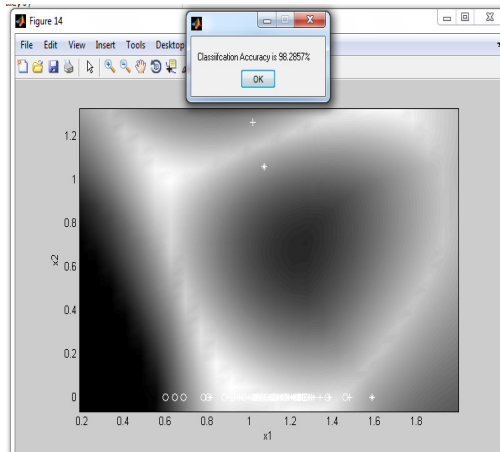 Figure 14
File Edit View Insert Tools Desktop
Classiifcation Accuracy is 98.2857%
OK
1.2
1
0.8
0.6
0.4
0.2
0
x2
0.2 0.4 0.6 0.8 1 1.2 1.4 1.6 1.8
x1